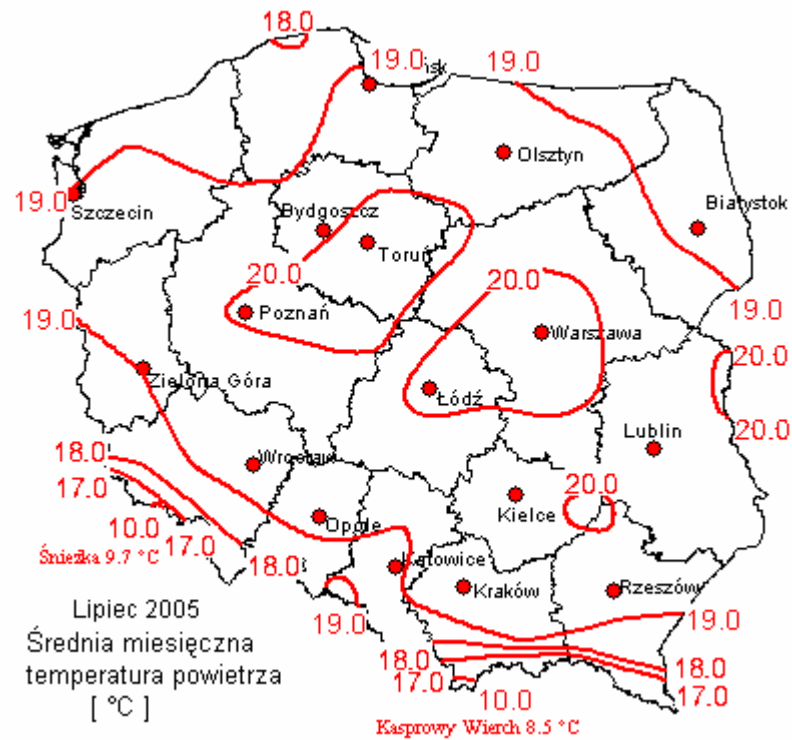 18.0
19.0
ńsk
19.0
Olsztyn
19.0
Szczecin
Bydgoszcz
Białystok
Toruń
20.0
20.0
19.0
19.0
Poznań
Warszawa
20.0
Zielona Góra
Łódź
20.0
Lublin
18.0
Wrocław
17.0
20.0
Kielce
10.0
17.0
Opole
Śnieżka 9.7 °C
18.0
Katowice
Kraków
Rzeszów
19.0
19.0
Lipiec 2005
Średnia miesięczna
temperatura powietrza
[ °C ]
18.0
18.0
17.0
10.0
17.0
Kasprowy Wierch 8.5 °C